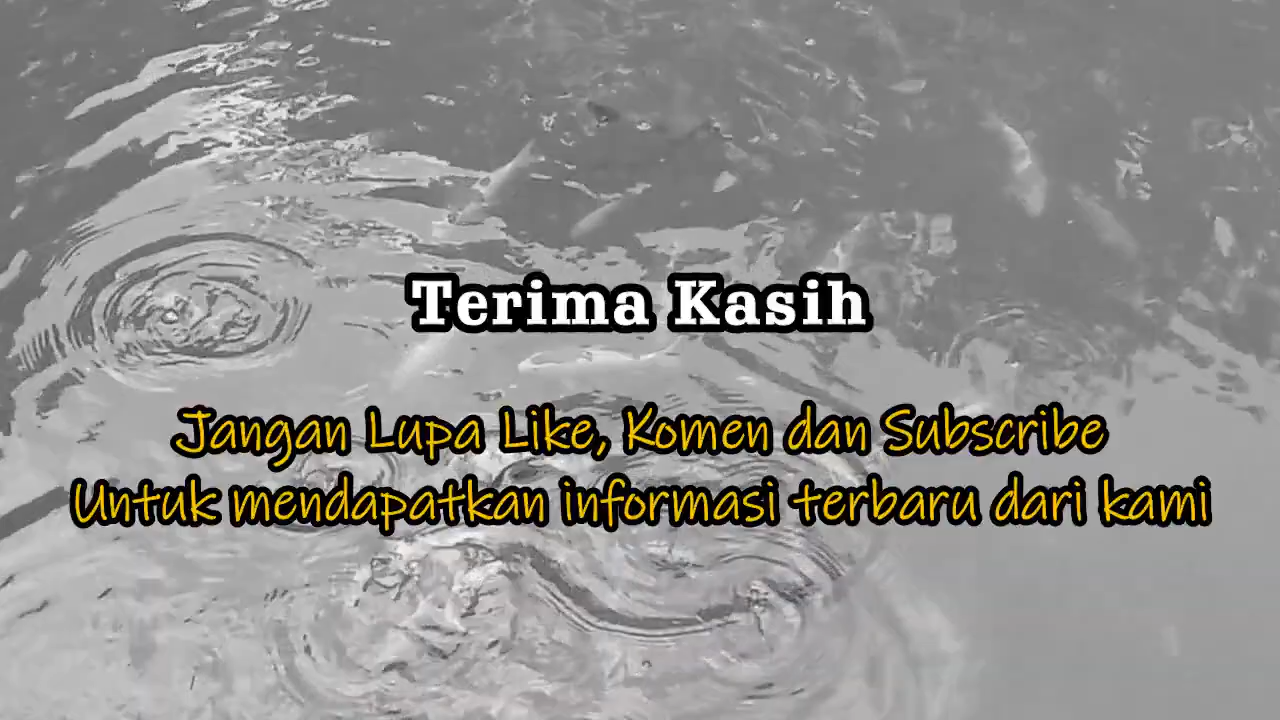 Terima Kasih
Jangan Lupa Like, Komen dan Subscribe
Untuk mendapatkan informasi terbaru dari kami